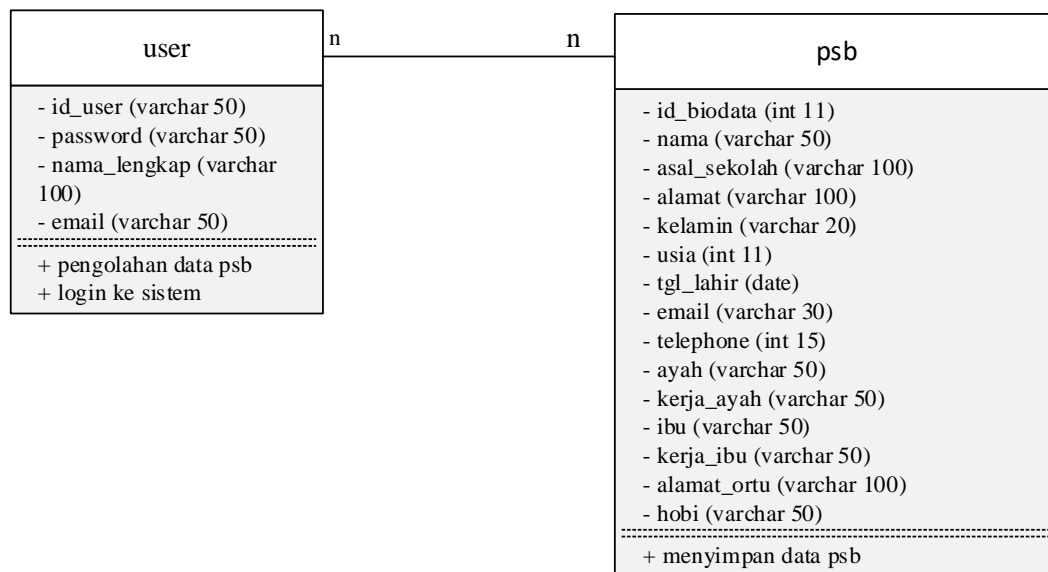 user
n
n
psb
- id_user (varchar 50)
- password (varchar 50)
- nama_lengkap (varchar
100)
- email (varchar 50)
+ pengolahan data psb
+ login ke sistem
- id_biodata (int 11)
- nama (varchar 50)
- asal_sekolah (varchar 100)
- alamat (varchar 100)
- kelamin (varchar 20)
- usia (int 11)
- tgl_lahir (date)
- email (varchar 30)
- telephone (int 15)
- ayah (varchar 50)
- kerja_ayah (varchar 50)
- ibu (varchar 50)
- kerja_ibu (varchar 50)
- alamat_ortu (varchar 100)
- hobi (varchar 50)
+ menyimpan data psb